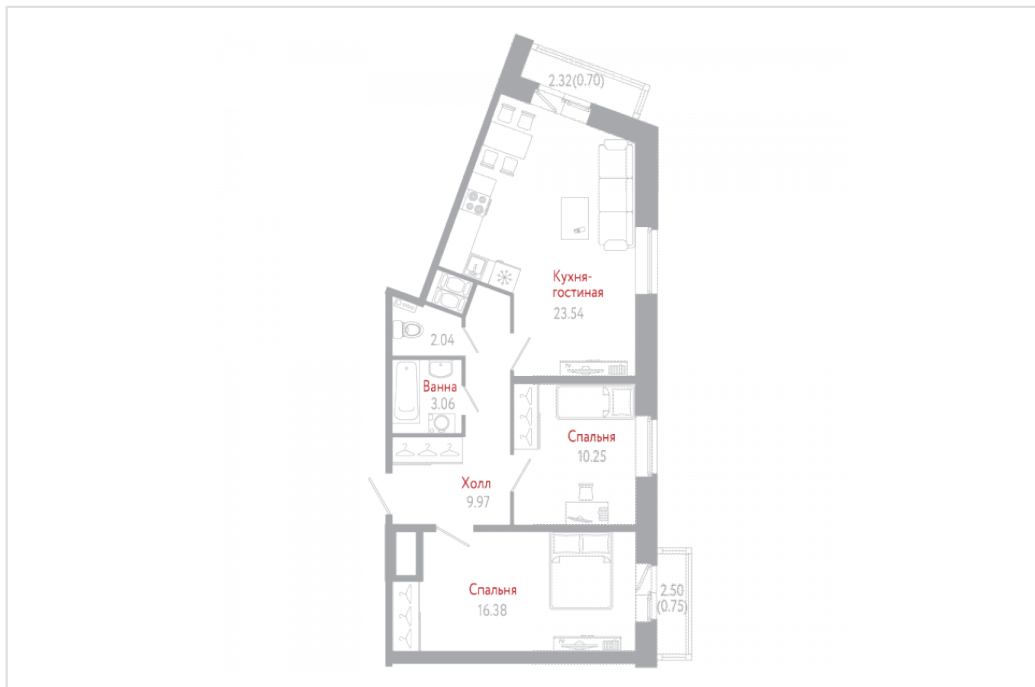 2.32(0.70)
Кухня-
гостиная
23.54
2.04
Ванна
3.06
Спальня
10.25
Холл
9.97
Спальня
16.38
2.50
(0.75)